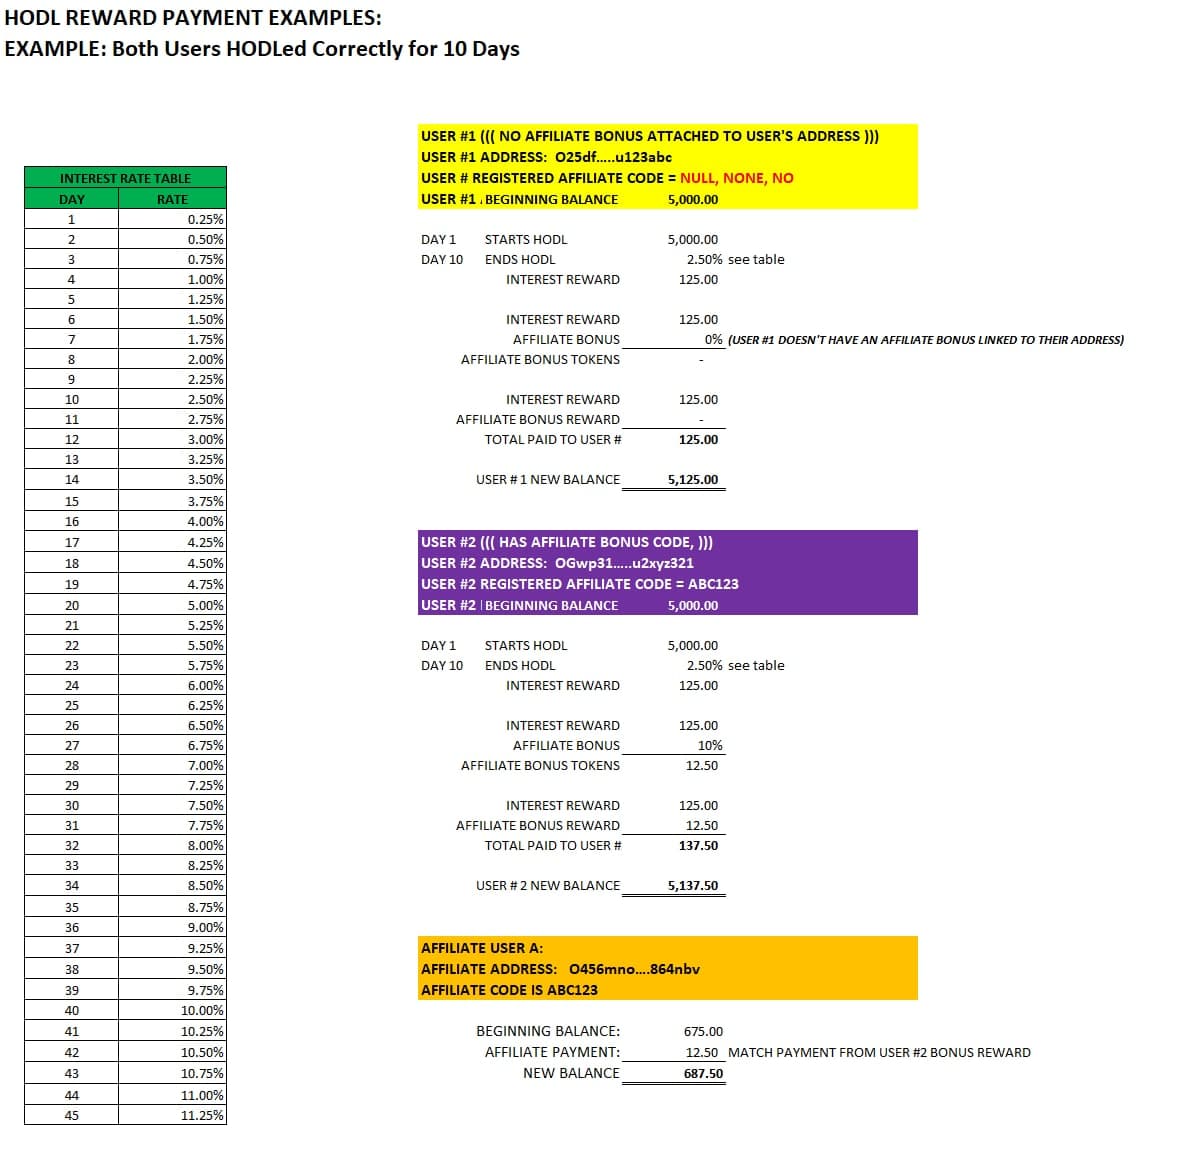 HODL REWARD PAYMENT EXAMPLES:
EXAMPLE: Both Users HODLed Correctly for 10 Days
INTEREST RATE TABLE
DAY RATE
1 0.25%
2 0.50%
3 0.75%
4 1.00%
5 1.25%
6 1.50%
7 1.75%
8 2.00%
9 2.25%
10 2.50%
11 2.75%
12 3.00%
13 3.25%
14 3.50%
15 3.75%
16 4.00%
17 4.25%
18 4.50%
19 4.75%
20 5.00%
21 5.25%
22 5.50%
23 5.75%
24 6.00%
25 6.25%
26 6.50%
27 6.75%
28 7.00%
29 7.25%
30 7.50%
31 7.75%
32 8.00%
33 8.25%
34 8.50%
35 8.75%
36 9.00%
37 9.25%
38 9.50%
39 9.75%
40 10.00%
41 10.25%
42 10.50%
43 10.75%
44 11.00%
45 11.25%
USER #1 ((( NO AFFILIATE BONUS ATTACHED TO USER'S ADDRESS )))
USER #1 ADDRESS: O25df.....u123abc
USER # REGISTERED AFFILIATE CODE = NULL, NONE, NO
USER #1 BEGINNING BALANCE 5,000.00
DAY 1 STARTS HODL 5,000.00
DAY 10 ENDS HODL 2.50% see table
INTEREST REWARD 125.00
INTEREST REWARD 125.00
AFFILIATE BONUS 0% (USER #1 DOESN'T HAVE AN AFFILIATE BONUS LINKED TO THEIR ADDRESS)
AFFILIATE BONUS TOKENS -
INTEREST REWARD 125.00
AFFILIATE BONUS REWARD -
TOTAL PAID TO USER # 125.00
USER # 1 NEW BALANCE 5,125.00
USER #2 ((( HAS AFFILIATE BONUS CODE, )))
USER #2 ADDRESS: OGwp31.....u2xyz321
USER #2 REGISTERED AFFILIATE CODE = ABC123
USER #2 BEGINNING BALANCE 5,000.00
DAY 1 STARTS HODL 5,000.00
DAY 10 ENDS HODL 2.50% see table
INTEREST REWARD 125.00
INTEREST REWARD 125.00
AFFILIATE BONUS 10%
AFFILIATE BONUS TOKENS 12.50
INTEREST REWARD 125.00
AFFILIATE BONUS REWARD 12.50
TOTAL PAID TO USER # 137.50
USER # 2 NEW BALANCE 5,137.50
AFFILIATE USER A:
AFFILIATE ADDRESS: O456mno....864nbv
AFFILIATE CODE IS ABC123
BEGINNING BALANCE: 675.00
AFFILIATE PAYMENT: 12.50 MATCH PAYMENT FROM USER #2 BONUS REWARD
NEW BALANCE 687.50